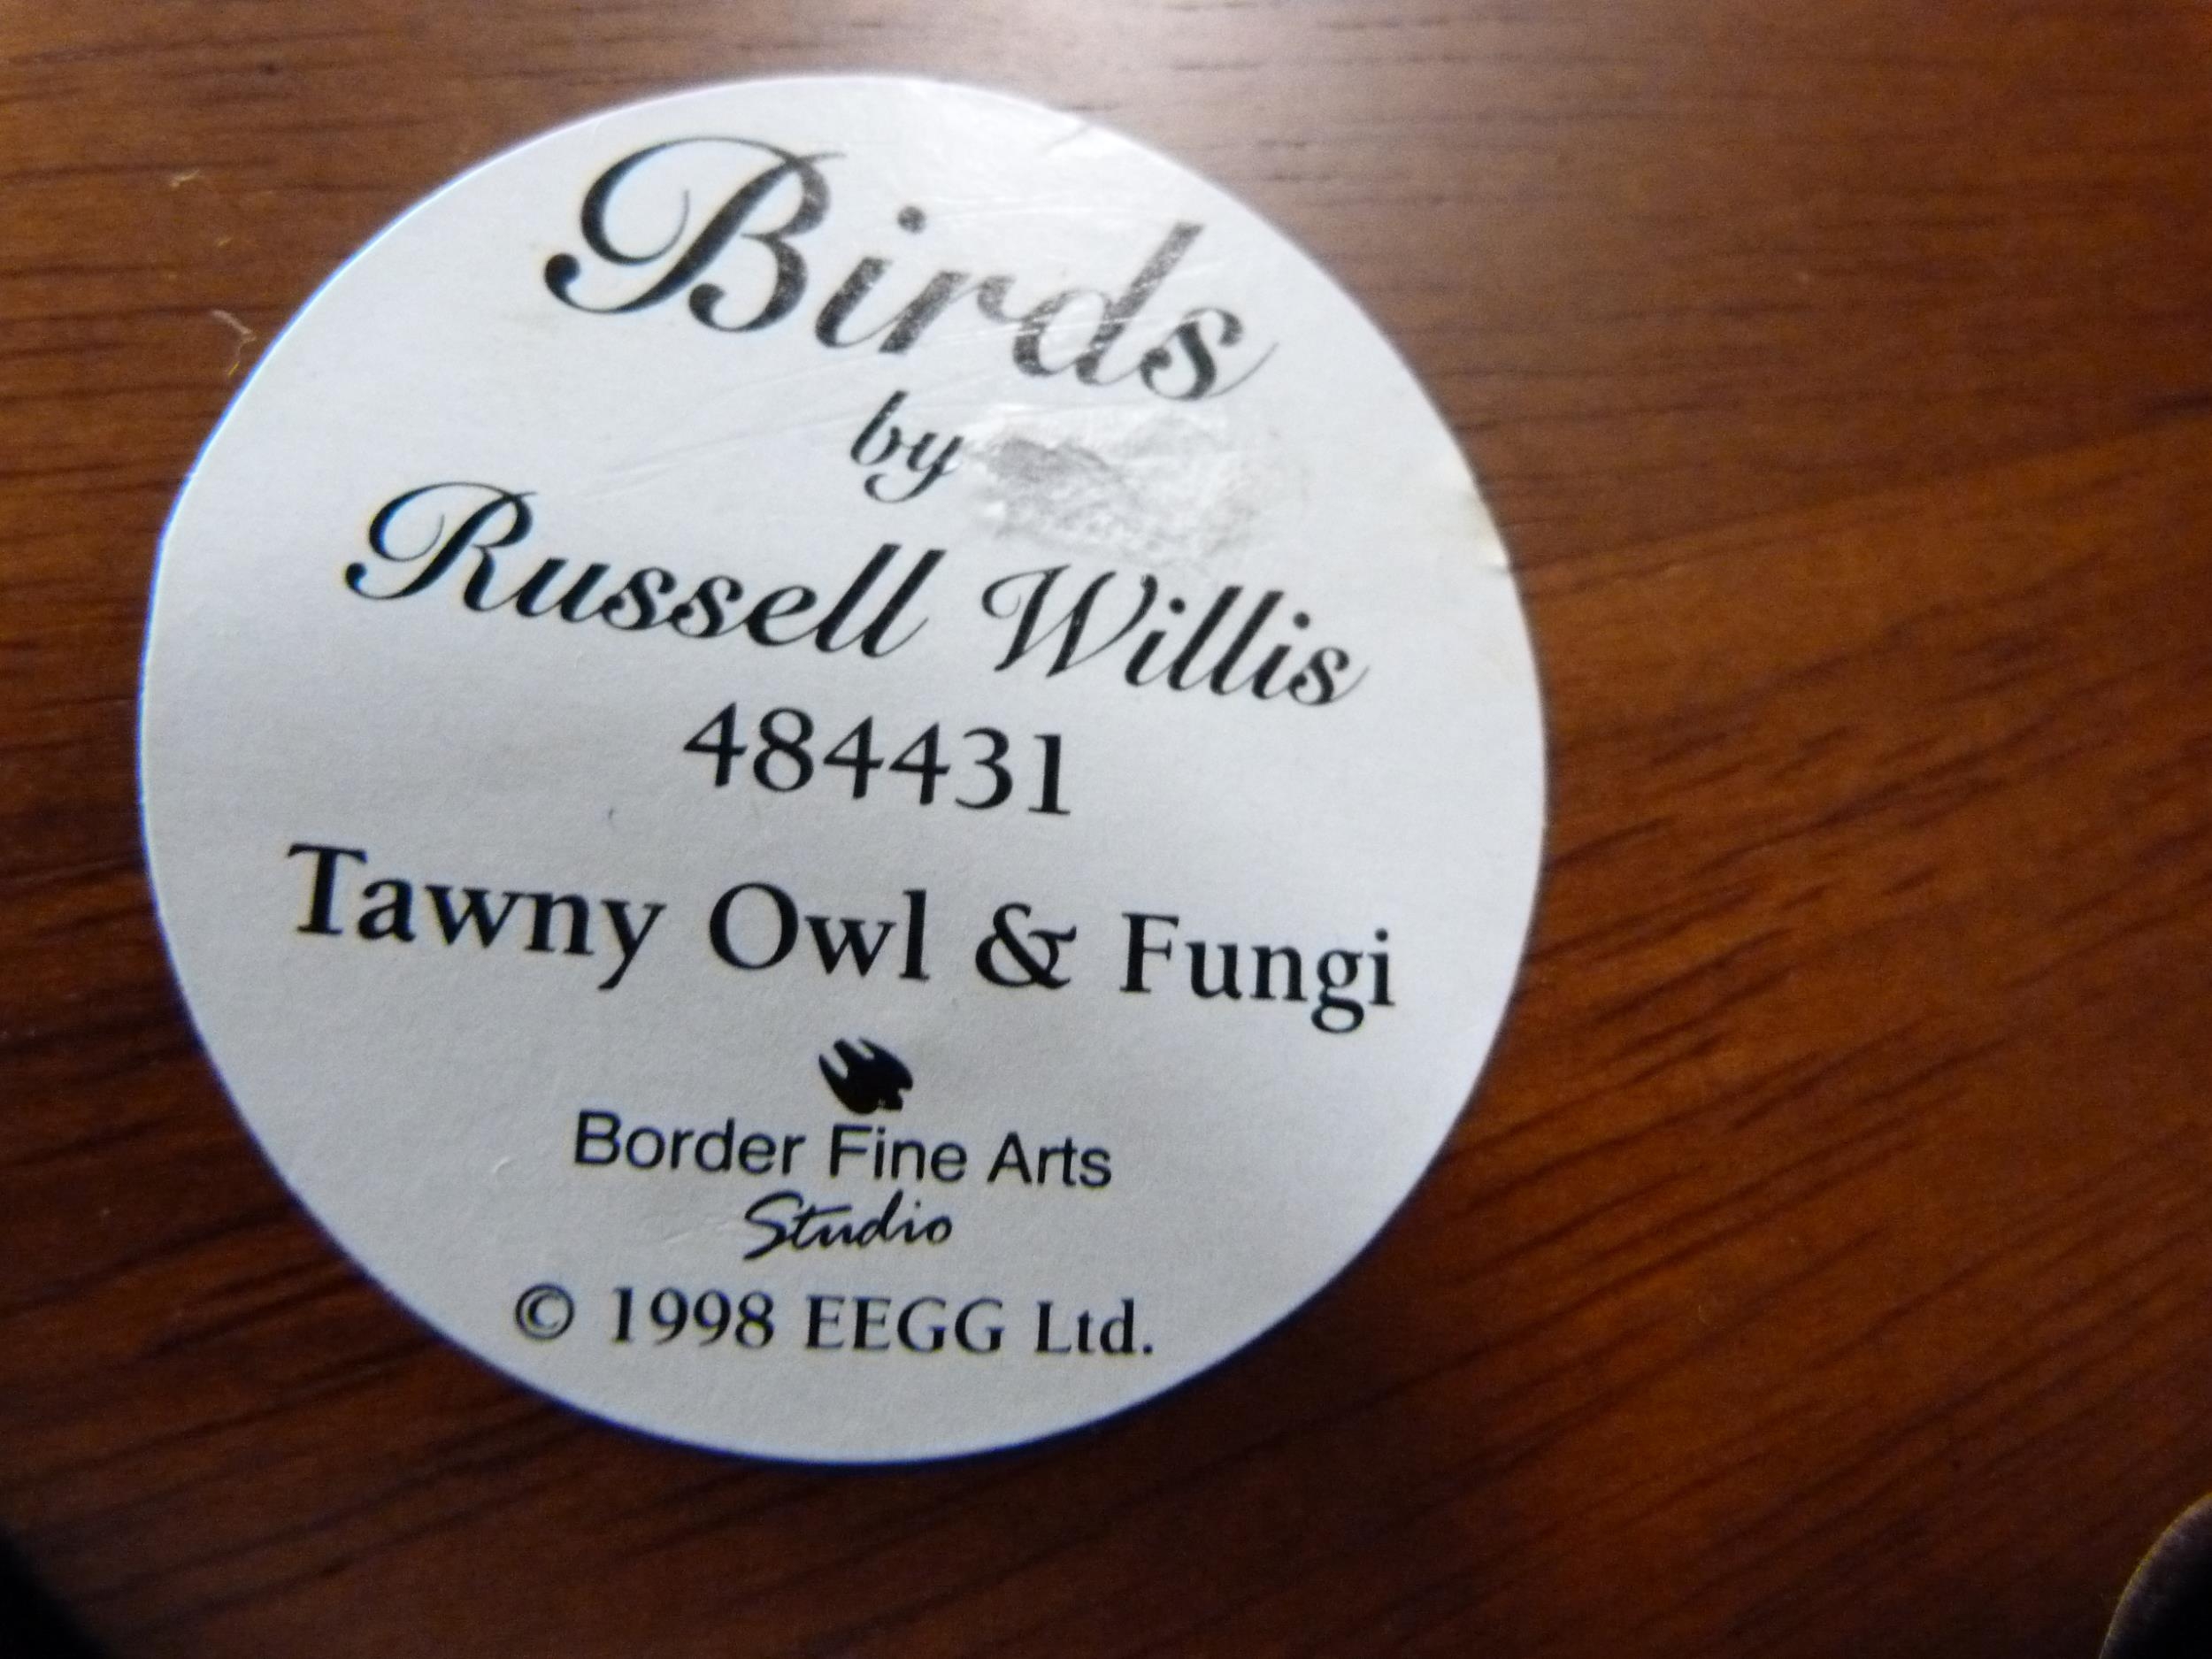 Birds
by
Russell Willis
484431
Tawny Owl & Fungi
Border Fine Arts
Studio
© 1998 EEGG Ltd.